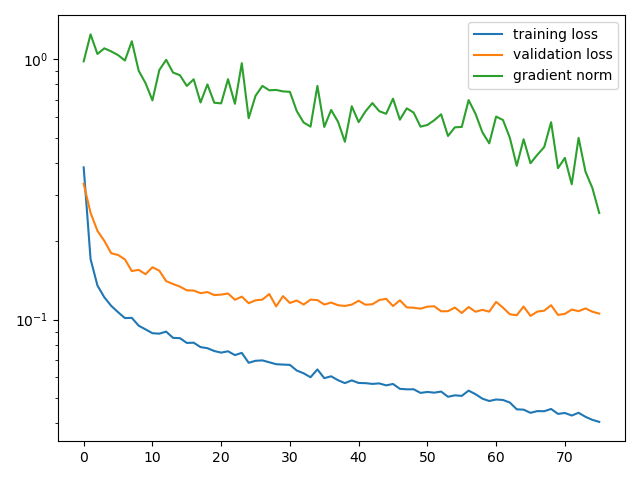 training loss
validation loss
gradient norm
10⁰
10⁻¹
0 10 20 30 40 50 60 70